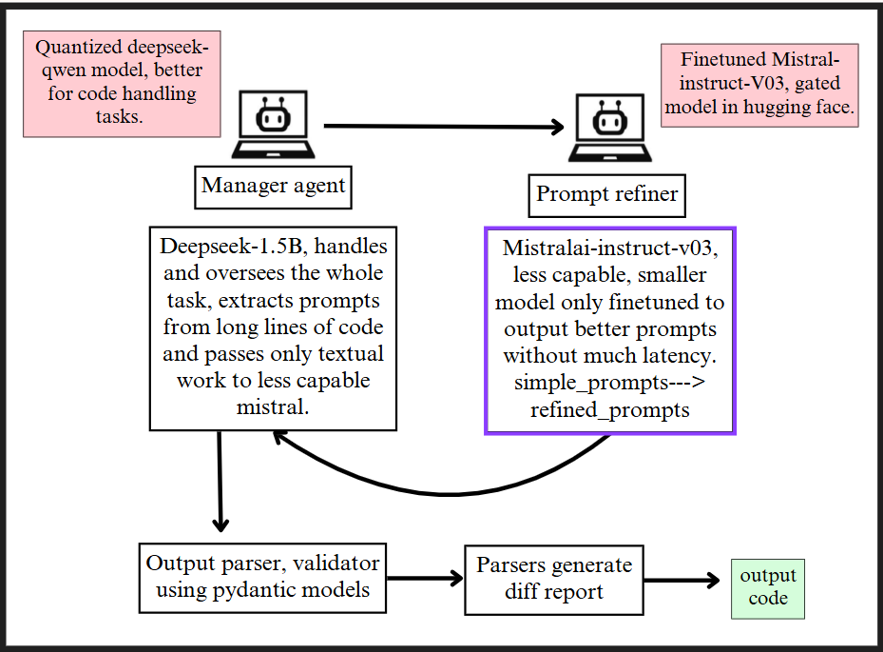 Quantized deepseek-
qwen model, better
for code handling
tasks.
Finetuned Mistral-
instruct-V03, gated
model in hugging face.
Manager agent
Prompt refiner
Deepseek-1.5B, handles
and oversees the whole
task, extracts prompts
from long lines of code
and passes only textual
work to less capable
mistral.
Mistralai-instruct-v03,
less capable, smaller
model only finetuned to
output better prompts
without much latency.
simple_prompts--->
refined_prompts
Output parser, validator
using pydantic models
Parsers generate
diff report
output
code